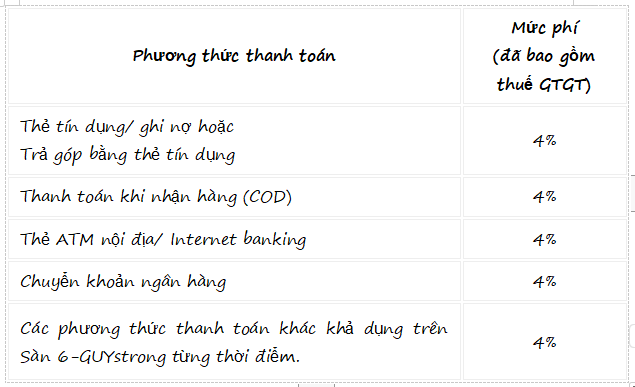 Phương thức thanh toán
Mức phí
(đã bao gồm
thuế GTGT)
Thẻ tín dụng/ ghi nợ hoặc
Trả góp bằng thẻ tín dụng
4%
Thanh toán khi nhận hàng (COD)
4%
Thẻ ATM nội địa/ Internet banking
4%
Chuyển khoản ngân hàng
4%
Các phương thức thanh toán khác khả dụng trên
Sàn 6-GUYstrong từng thời điểm.
4%